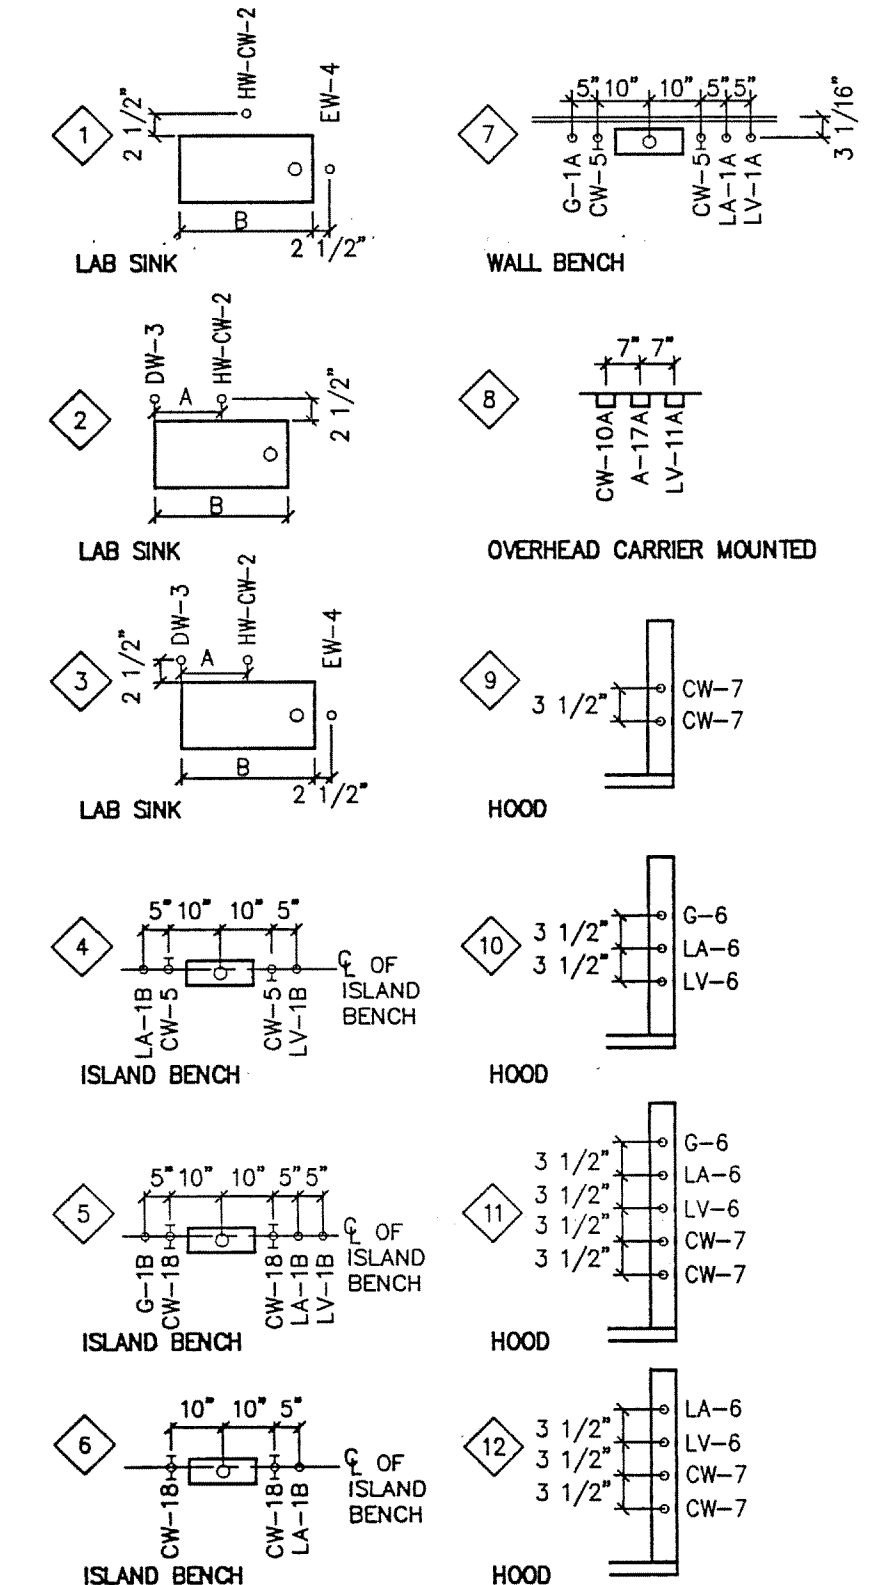 1
2 1/2"
HW-CW-2
EW-4
B
2 1/2"
LAB SINK
2
DW-3
HW-CW-2
A
2 1/2"
B
LAB SINK
3
2 1/2"
DW-3
HW-CW-2
A
EW-4
B
2 1/2"
LAB SINK
4
5" 10" 10" 5"
LA-1B
CW-5
CW-5
LV-1B
℄ OF
ISLAND
BENCH
ISLAND BENCH
5
5" 10" 10" 5" 5"
G-1B
CW-18
CW-18
LA-1B
LV-1B
℄ OF
ISLAND
BENCH
ISLAND BENCH
6
10" 10" 5"
CW-18
CW-18
LA-1B
℄ OF
ISLAND
BENCH
ISLAND BENCH
7
5" 10" 10" 5" 5"
3 1/16"
G-1A
CW-5
CW-5
LA-1A
LV-1A
WALL BENCH
8
7" 7"
CW-10A
A-17A
LV-11A
OVERHEAD CARRIER MOUNTED
9
3 1/2"
CW-7
CW-7
HOOD
10
3 1/2"
3 1/2"
G-6
LA-6
LV-6
HOOD
11
3 1/2"
3 1/2"
3 1/2"
3 1/2"
G-6
LA-6
LV-6
CW-7
CW-7
HOOD
12
3 1/2"
3 1/2"
3 1/2"
LA-6
LV-6
CW-7
CW-7
HOOD